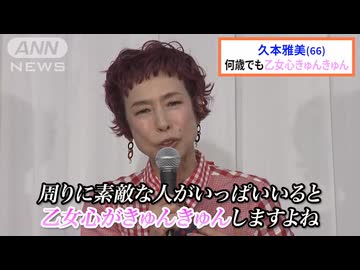 ANN
NEWS
久本雅美(66)
何歳でも乙女心きゅんきゅん
周りに素敵な人がいっぱいいると
乙女心がきゅんきゅんしますよね